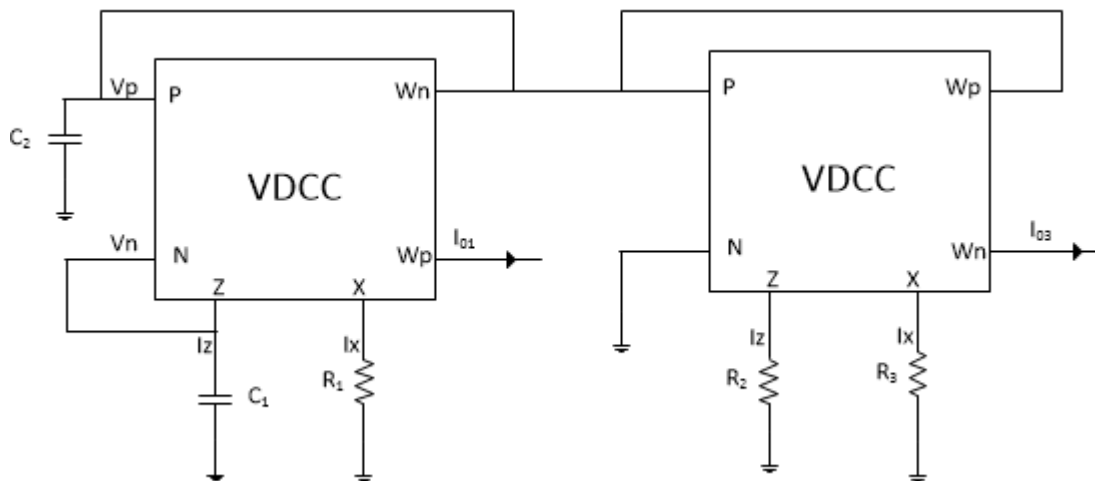 Vp
P
Wn
C₂
VDCC
Vn
N
Wp
I₀₁
Z
X
Iz
Ix
C₁
R₁
P
Wp
VDCC
N
Wn
I₀₃
Z
X
Iz
Ix
R₂
R₃